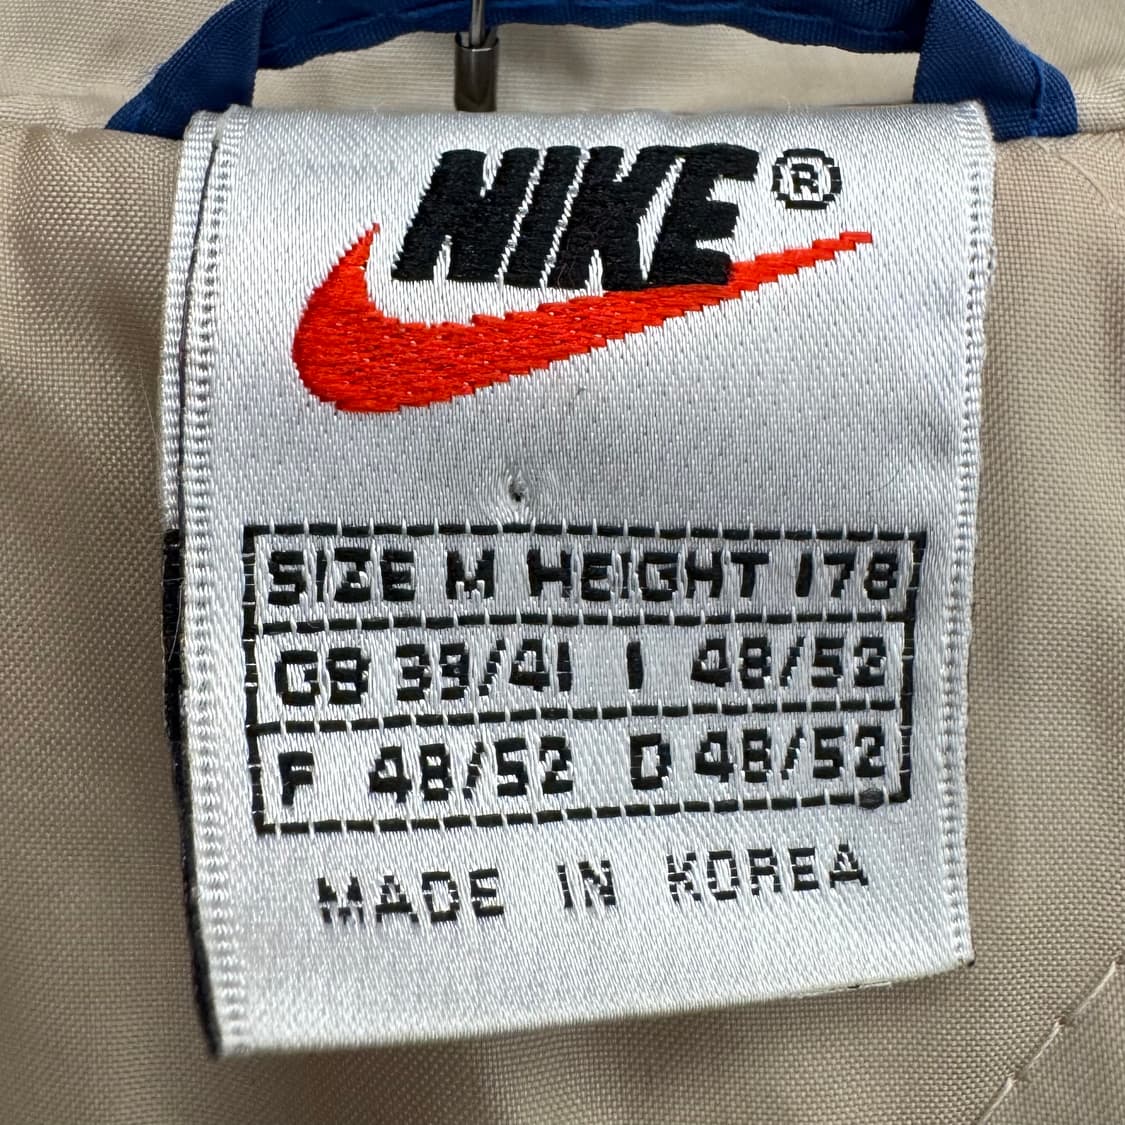 NIKE®
SIZE M HEIGHT 178
GB 39/41 I 48/52
F 48/52 D 48/52
MADE IN KOREA